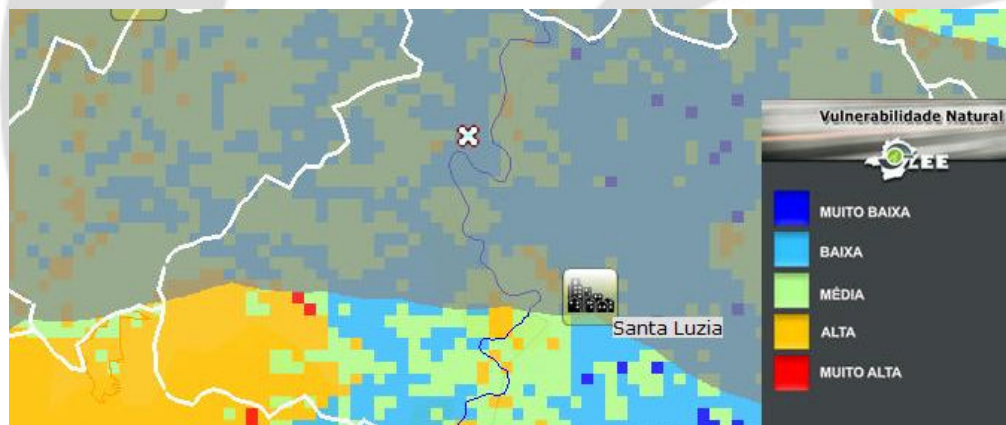 Vulnerabilidade Natural
ZEE
MUITO BAIXA
BAIXA
MÉDIA
ALTA
MUITO ALTA
Santa Luzia